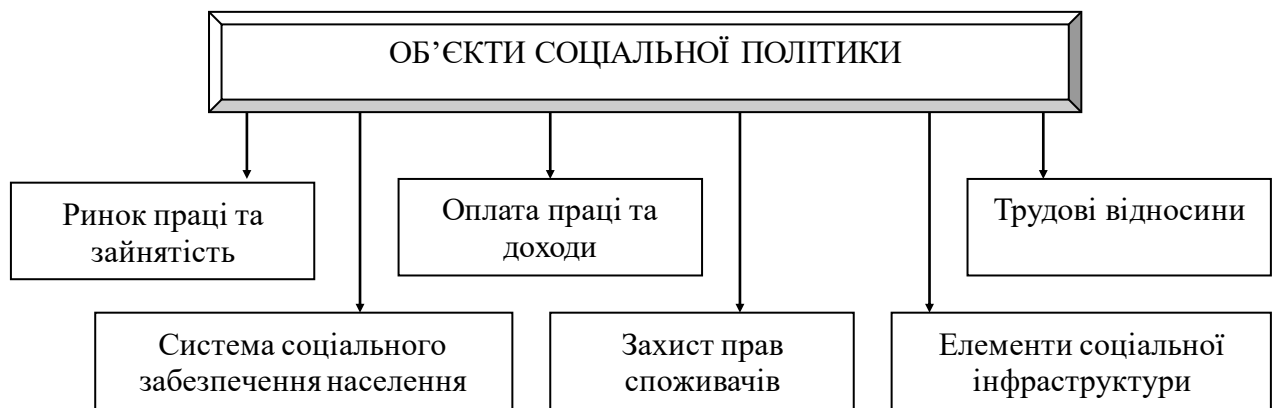 ОБ’ЄКТИ СОЦІАЛЬНОЇ ПОЛІТИКИ
Ринок праці та
зайнятість
Оплата праці та
доходи
Трудові відносини
Система соціального
забезпечення населення
Захист прав
споживачів
Елементи соціальної
інфраструктури